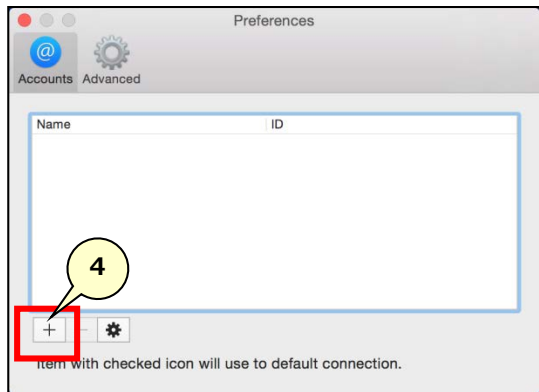 Preferences
@
Accounts Advanced
Name ID
4
+ -
Item with checked icon will use to default connection.